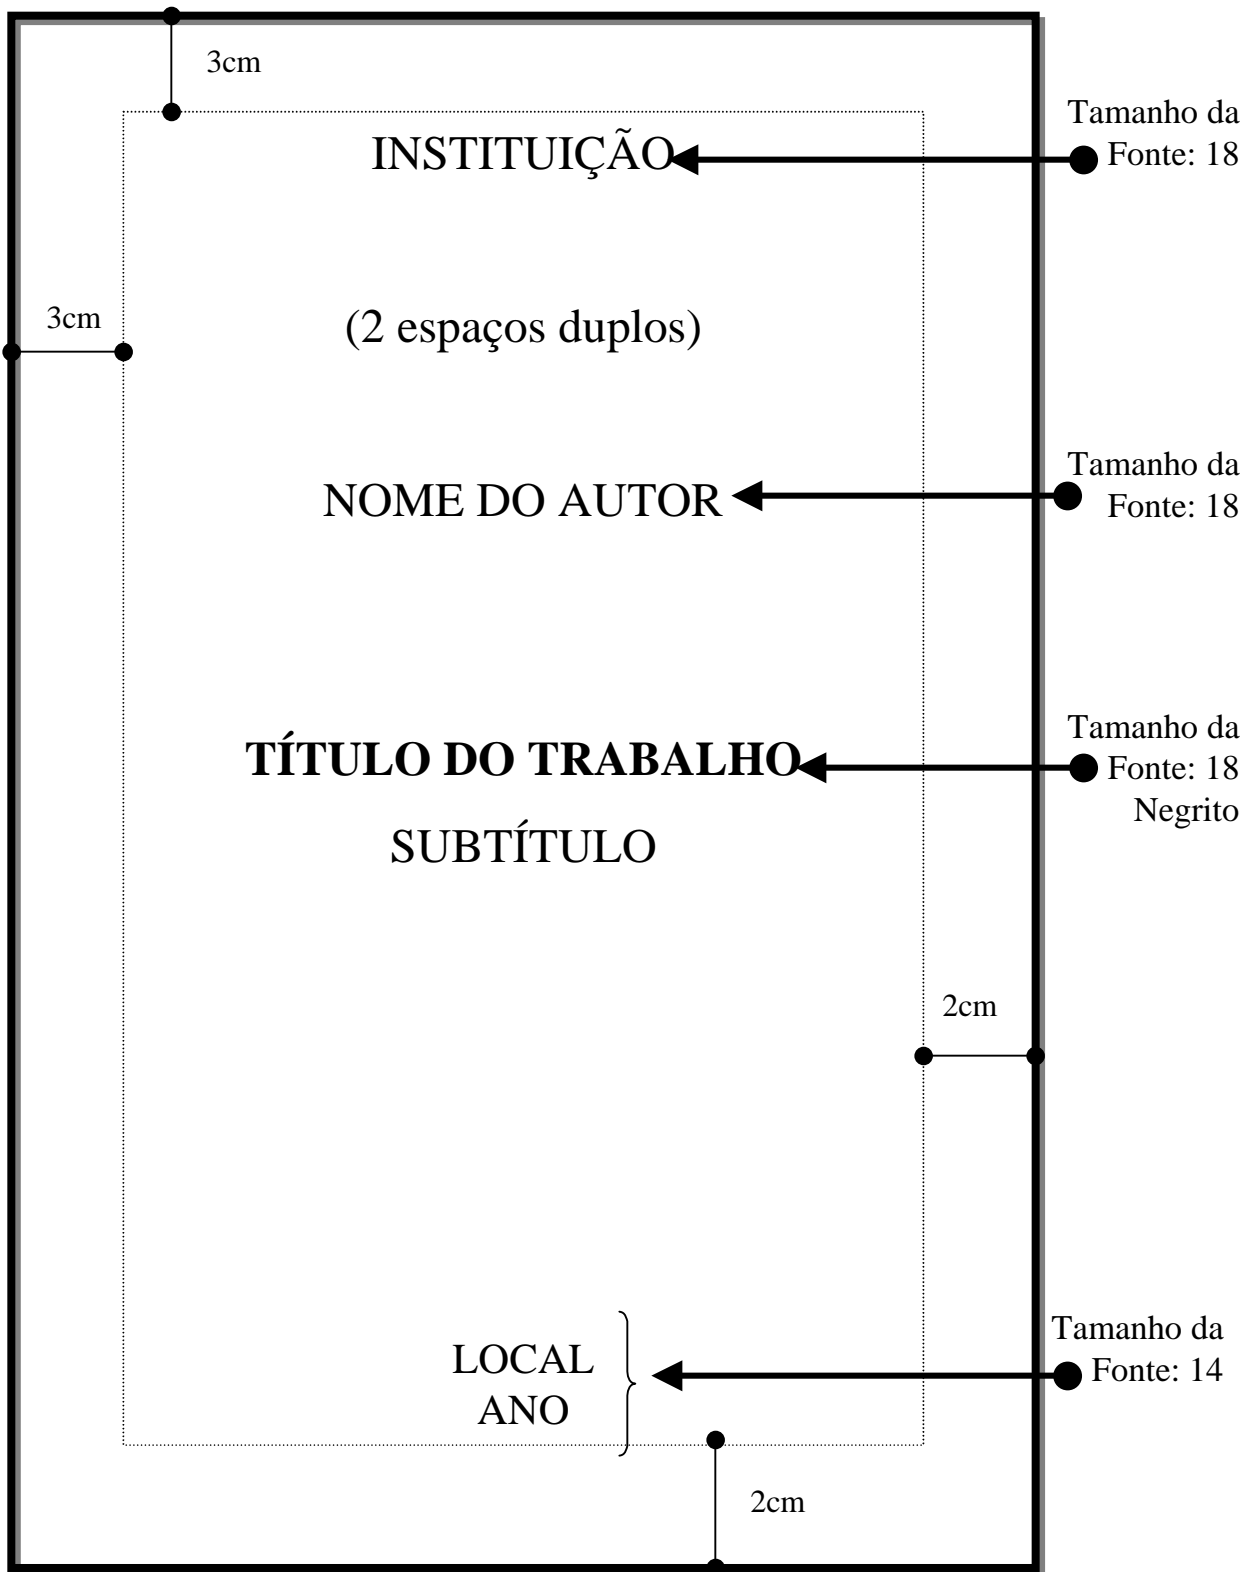 3cm
Tamanho da
Fonte: 18
INSTITUIÇÃO
3cm
(2 espaços duplos)
Tamanho da
Fonte: 18
NOME DO AUTOR
Tamanho da
Fonte: 18
Negrito
TÍTULO DO TRABALHO
SUBTÍTULO
2cm
Tamanho da
Fonte: 14
LOCAL
ANO
2cm